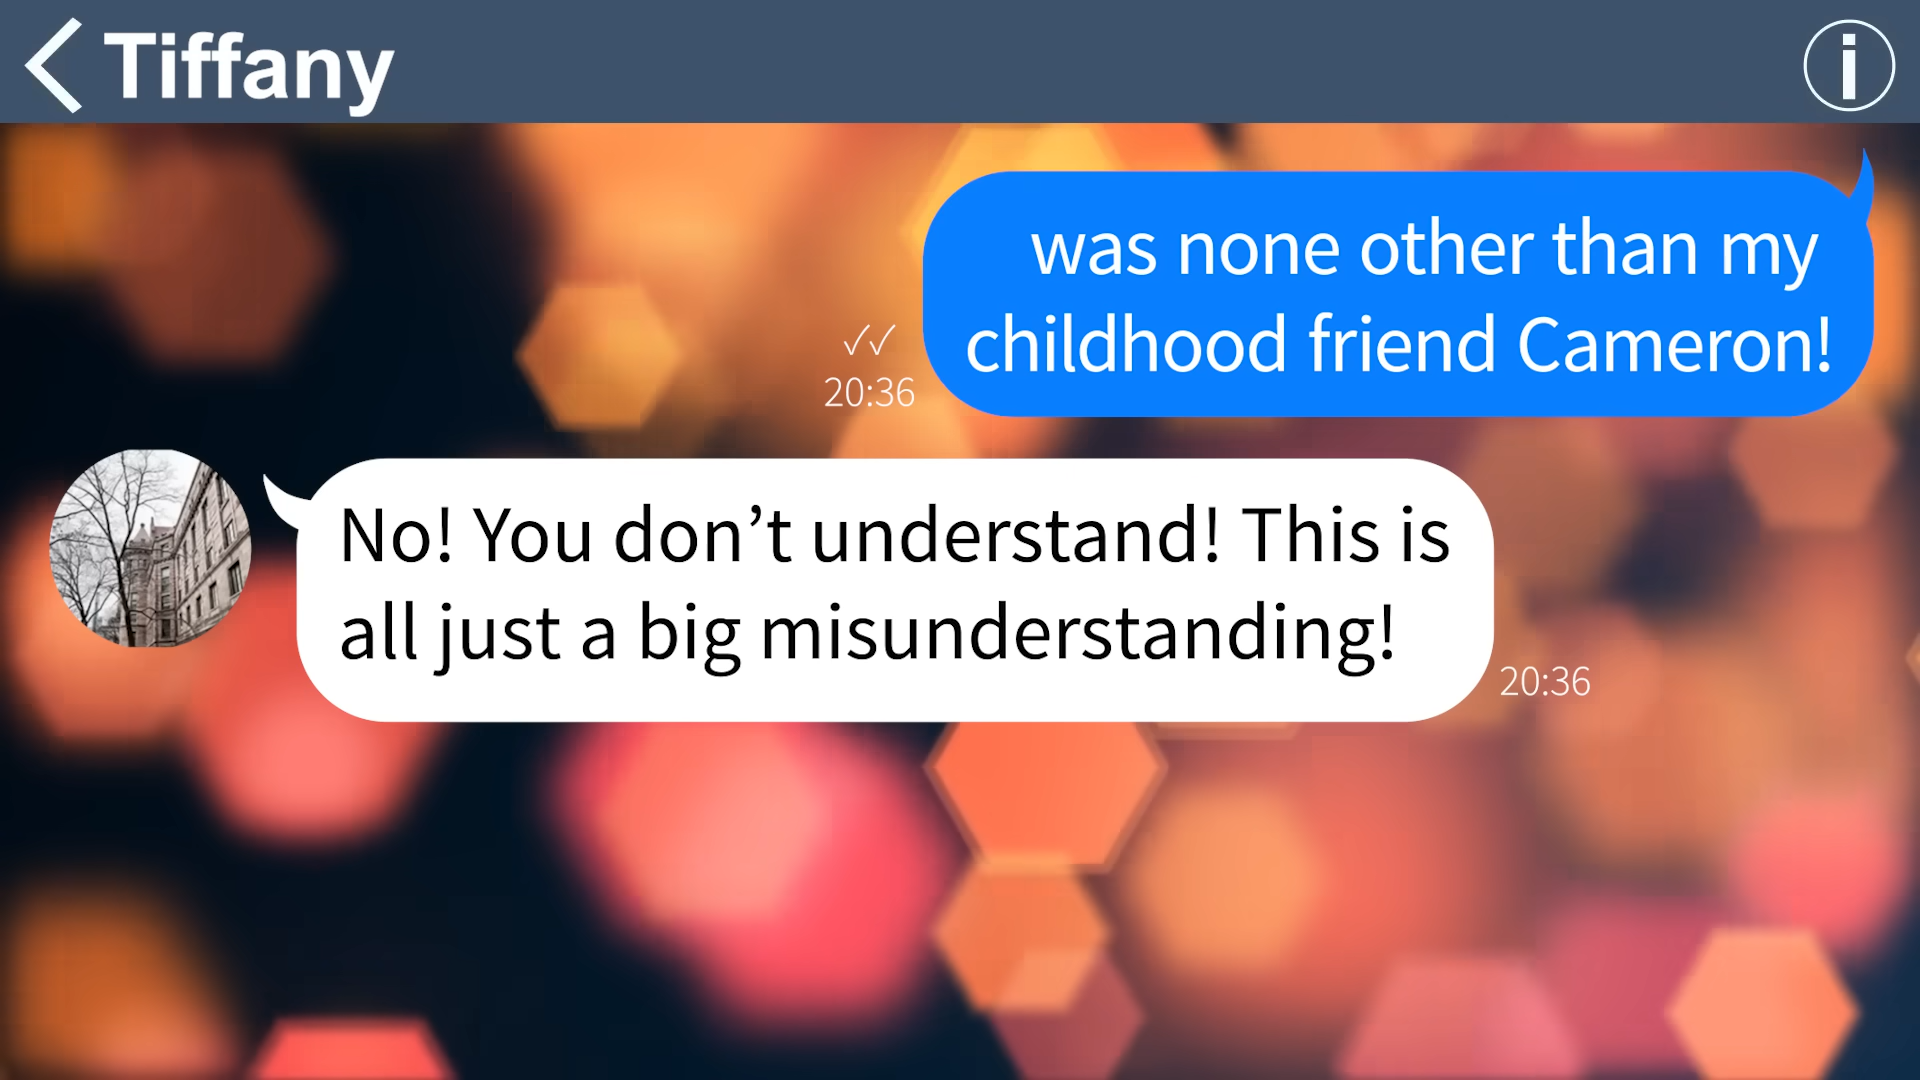 Tiffany
was none other than my
childhood friend Cameron!
20:36
No! You don’t understand! This is
all just a big misunderstanding!
20:36